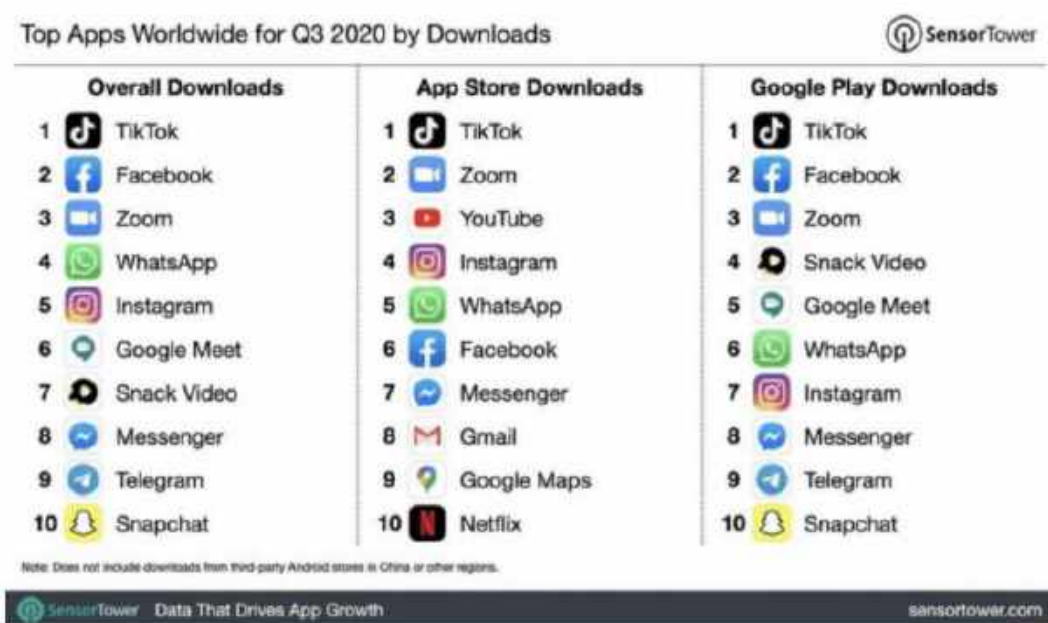 Top Apps Worldwide for Q3 2020 by Downloads
SensorTower
Overall Downloads
1 TikTok
2 Facebook
3 Zoom
4 WhatsApp
5 Instagram
6 Google Meet
7 Snack Video
8 Messenger
9 Telegram
10 Snapchat
App Store Downloads
1 TikTok
2 Zoom
3 YouTube
4 Instagram
5 WhatsApp
6 Facebook
7 Messenger
8 Gmail
9 Google Maps
10 Netflix
Google Play Downloads
1 TikTok
2 Facebook
3 Zoom
4 Snack Video
5 Google Meet
6 WhatsApp
7 Instagram
8 Messenger
9 Telegram
10 Snapchat
Note: Does not include downloads from third-party Android stores in China or other regions.
SensorTower Data That Drives App Growth
sensortower.com